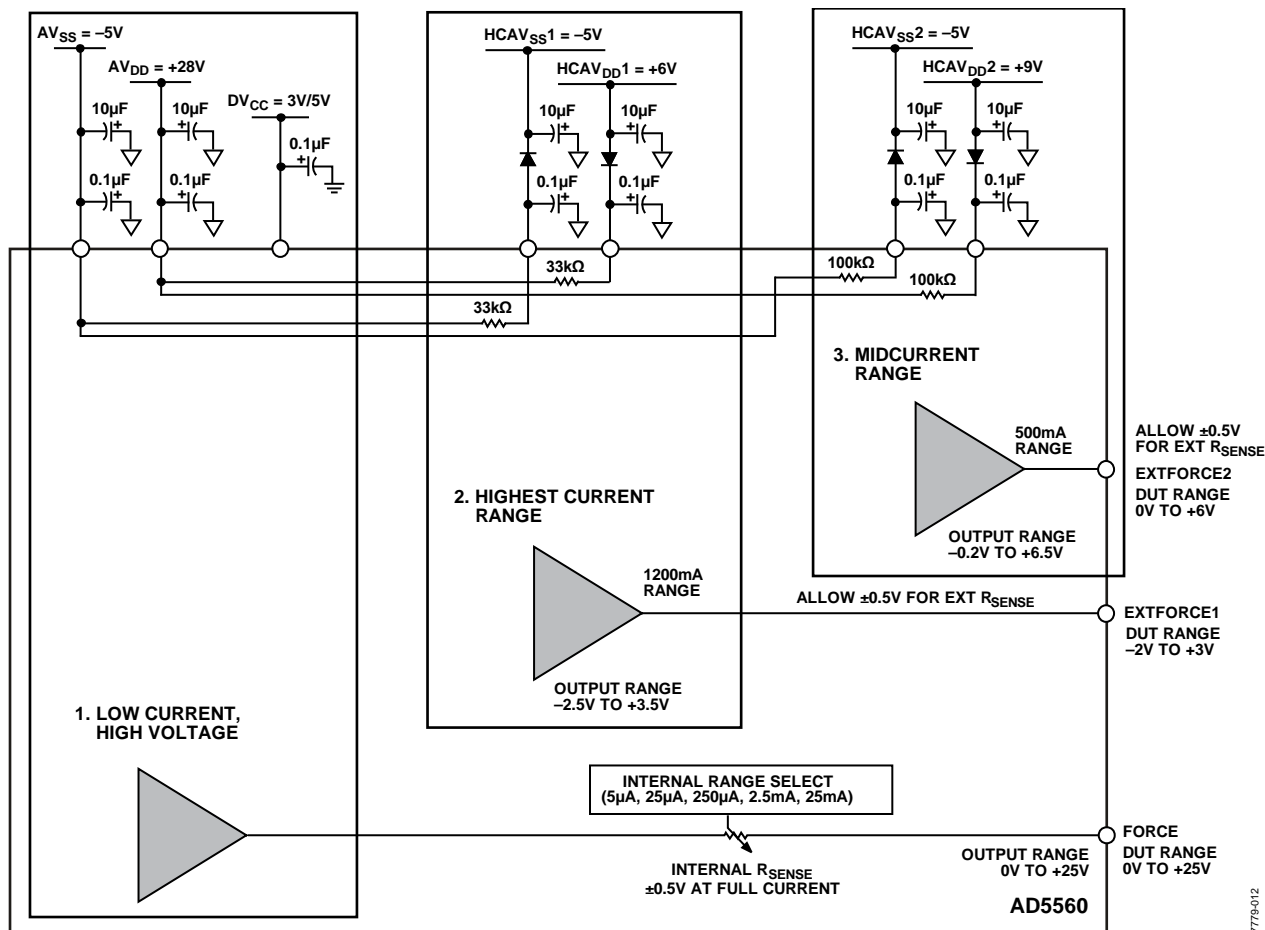 AVSS = –5V
AVDD = +28V
DVCC = 3V/5V
10µF
10µF
0.1µF
0.1µF
0.1µF
HCAVSS1 = –5V
HCAVDD1 = +6V
10µF
10µF
0.1µF
0.1µF
HCAVSS2 = –5V
HCAVDD2 = +9V
10µF
10µF
0.1µF
0.1µF
33kΩ
33kΩ
100kΩ
100kΩ
3. MIDCURRENT
RANGE
500mA
RANGE
OUTPUT RANGE
–0.2V TO +6.5V
ALLOW ±0.5V
FOR EXT RSENSE
EXTFORCE2
DUT RANGE
0V TO +6V
2. HIGHEST CURRENT
RANGE
1200mA
RANGE
OUTPUT RANGE
–2.5V TO +3.5V
ALLOW ±0.5V FOR EXT RSENSE
EXTFORCE1
DUT RANGE
–2V TO +3V
1. LOW CURRENT,
HIGH VOLTAGE
INTERNAL RANGE SELECT
(5µA, 25µA, 250µA, 2.5mA, 25mA)
INTERNAL RSENSE
±0.5V AT FULL CURRENT
OUTPUT RANGE
0V TO +25V
FORCE
DUT RANGE
0V TO +25V
AD5560
7779-012